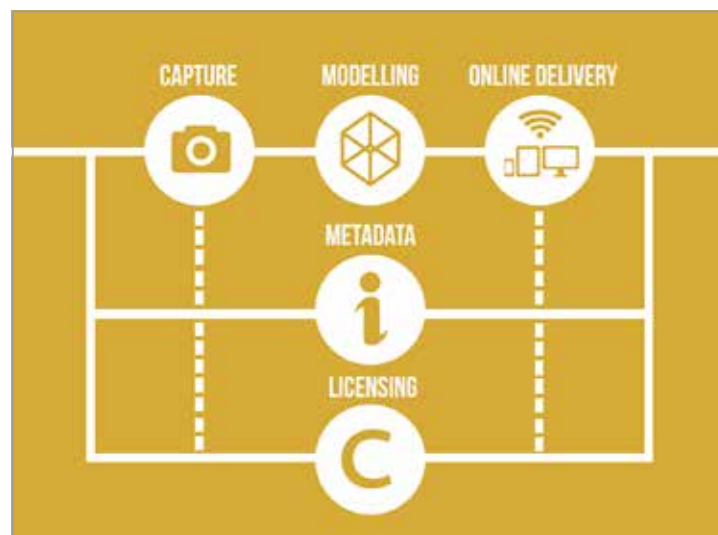 CAPTURE
MODELLING
ONLINE DELIVERY
METADATA
i
LICENSING
C